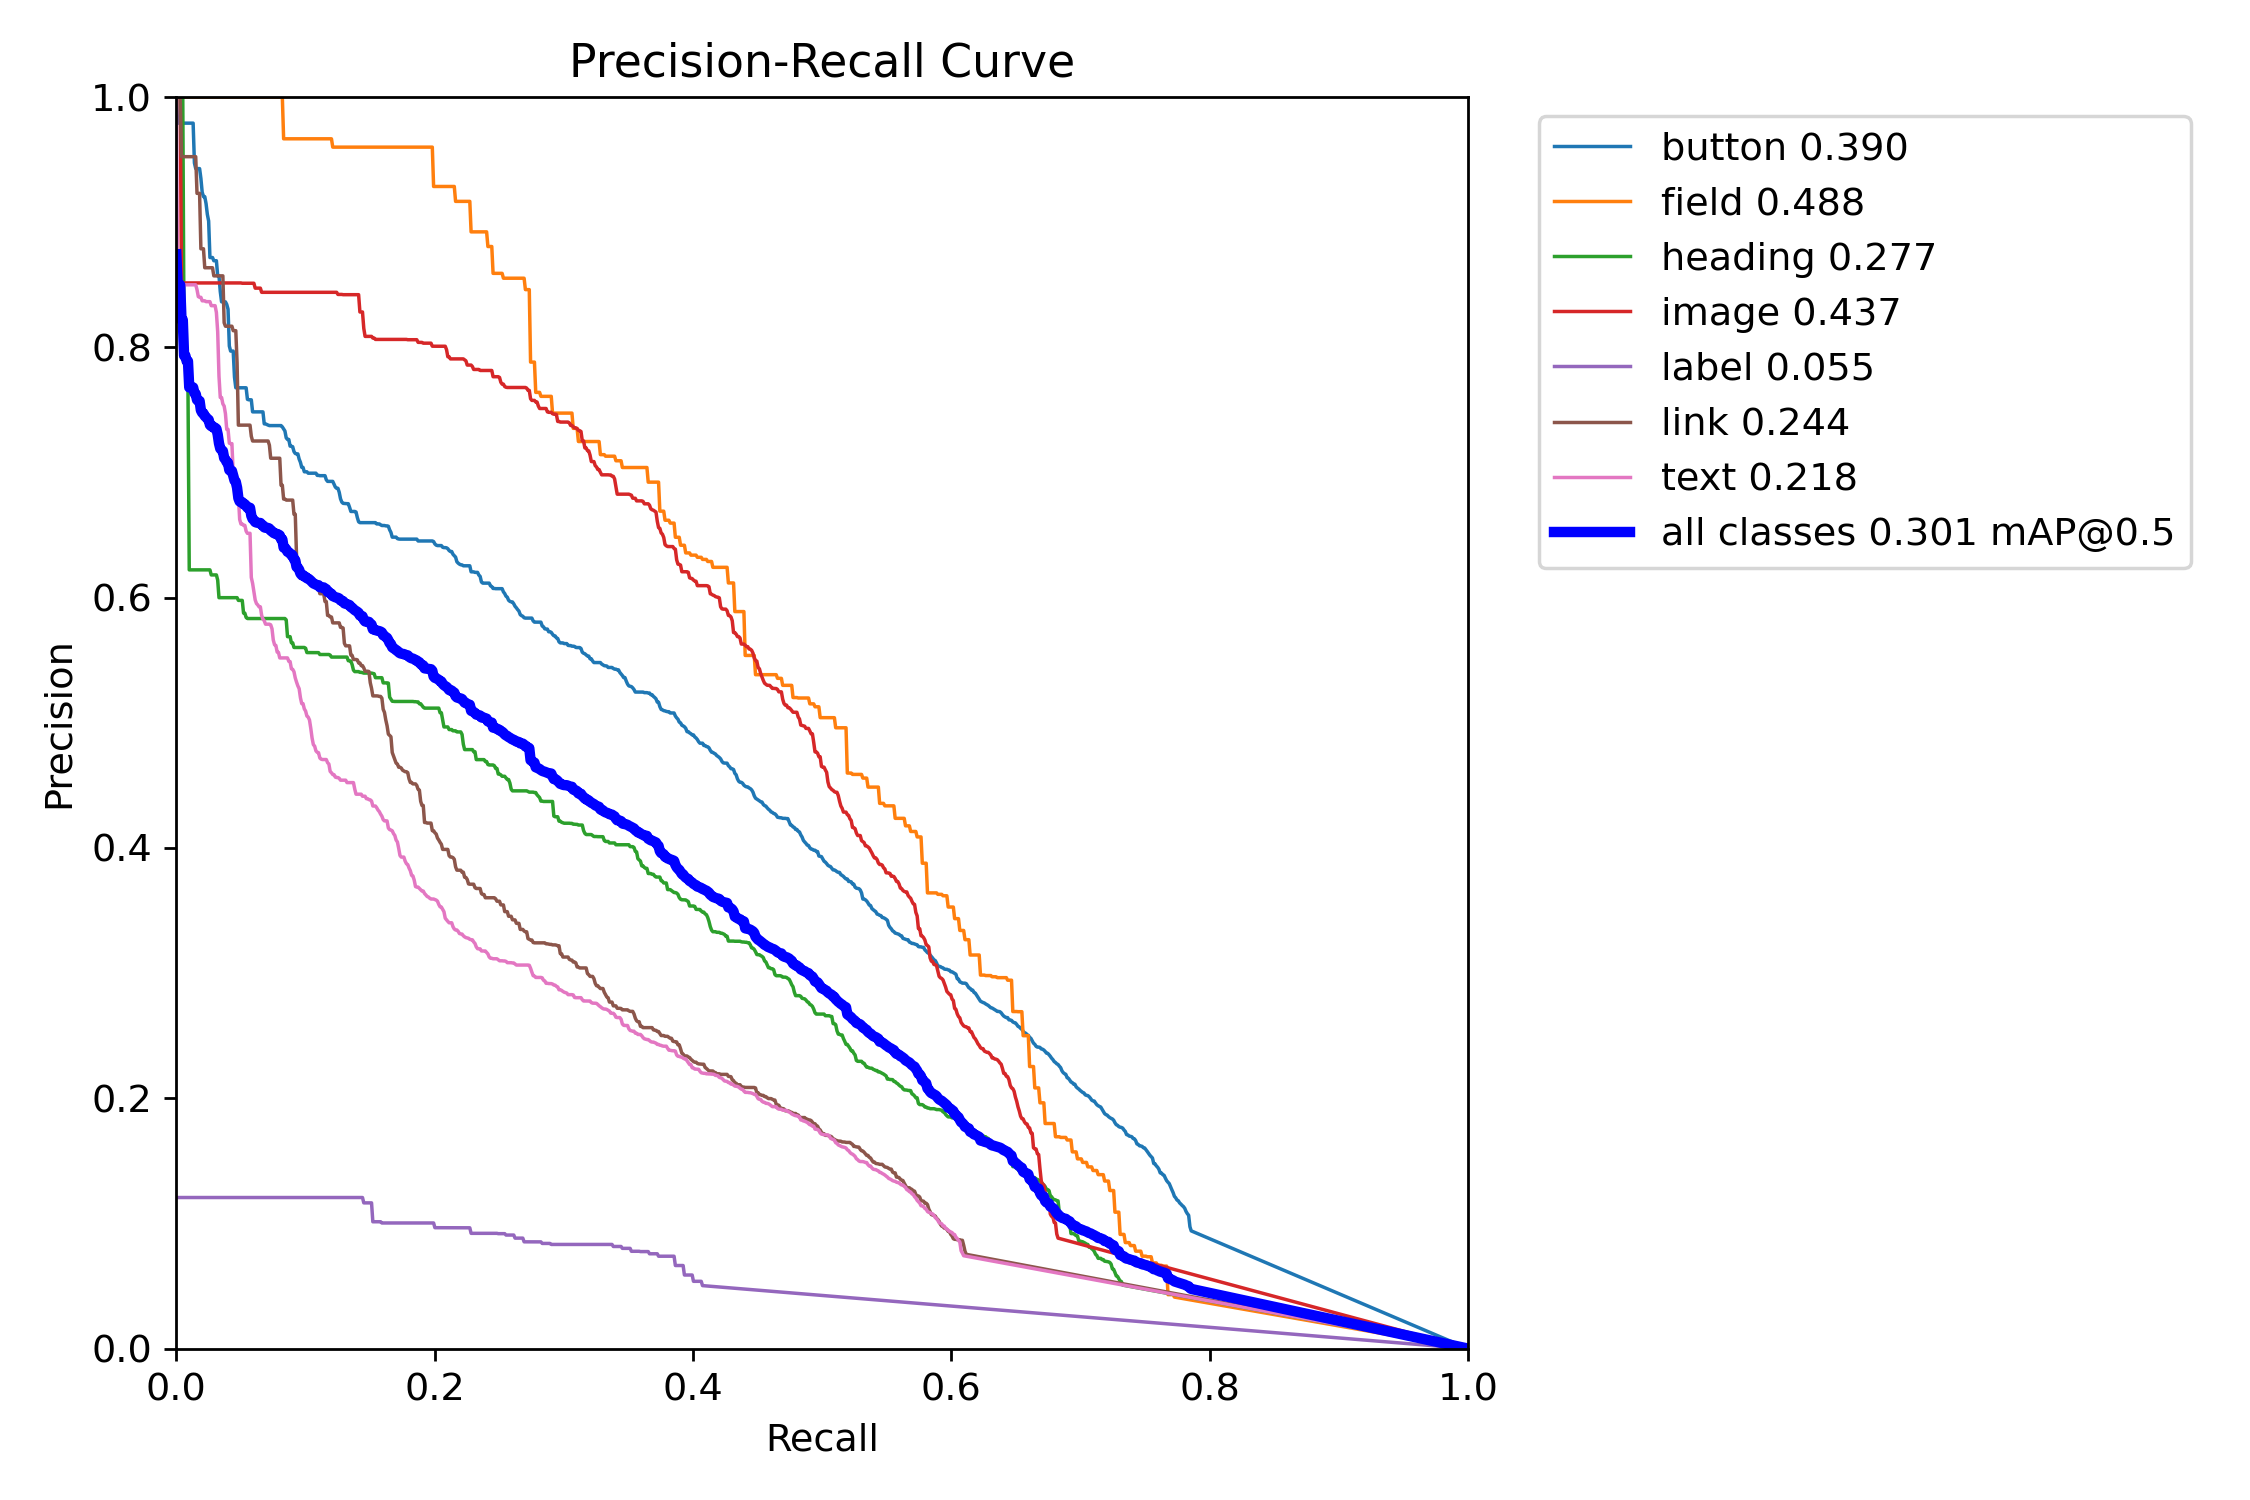 Precision-Recall Curve
1.0
0.8
0.6
0.4
0.2
0.0
Precision
0.0 0.2 0.4 0.6 0.8 1.0
Recall
button 0.390
field 0.488
heading 0.277
image 0.437
label 0.055
link 0.244
text 0.218
all classes 0.301 mAP@0.5